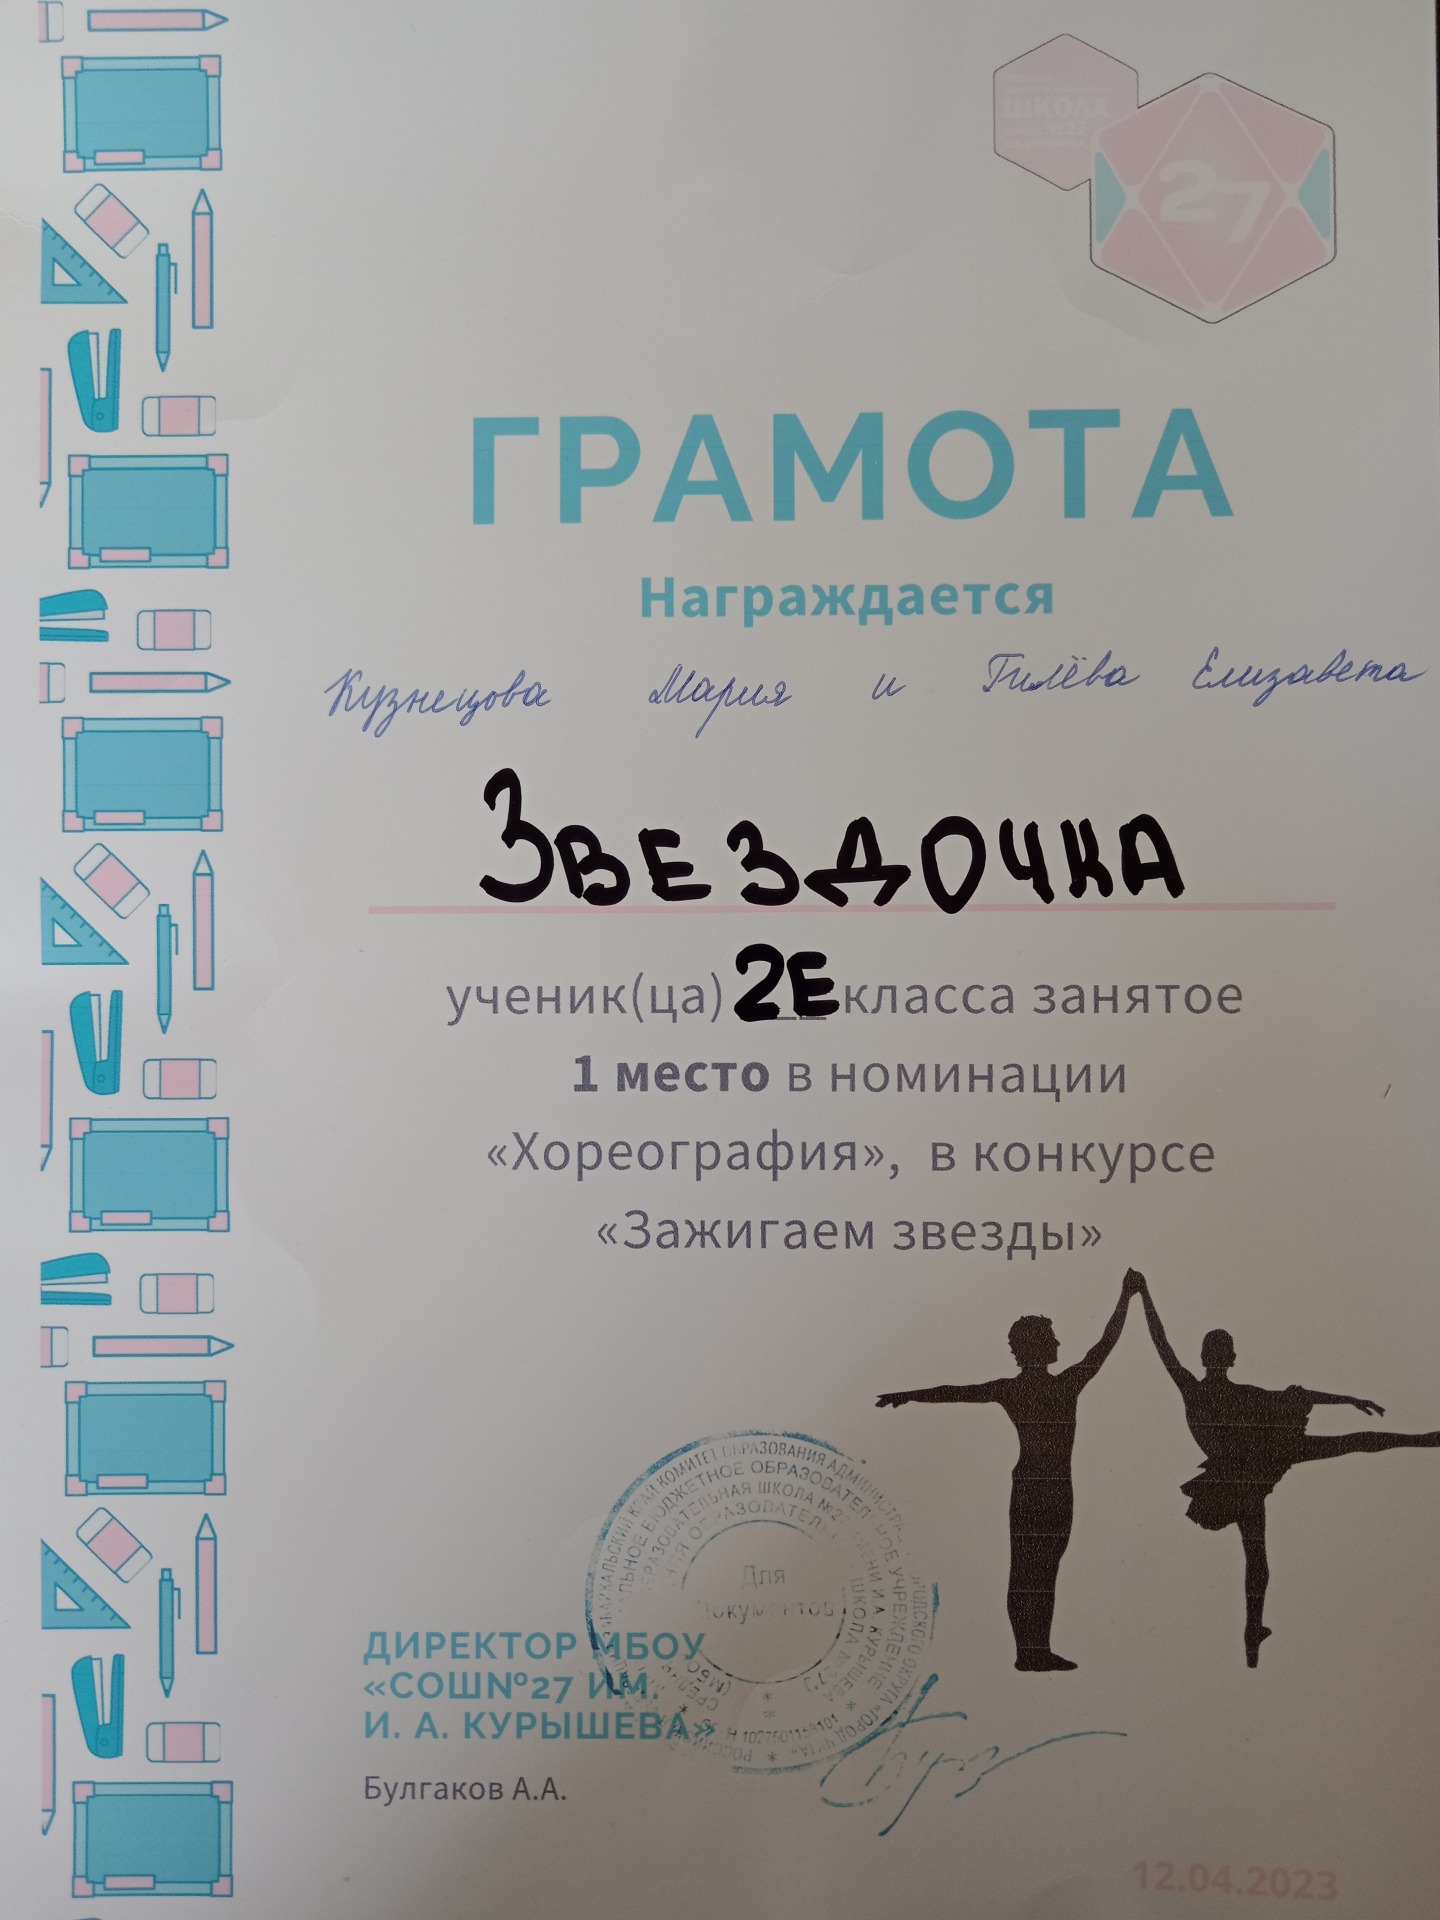 ШКОЛА
№27
27
ГРАМОТА
Награждается
Кузнецова Мария и Гилёва Елизавета
Звездочка
ученик(ца) 2Е класса занятое
1 место в номинации
«Хореография», в конкурсе
«Зажигаем звезды»
Для
документов
ДИРЕКТОР МБОУ
«СОШ№27 ИМ.
И. А. КУРЫШЕВА»
Булгаков А.А.
12.04.2023